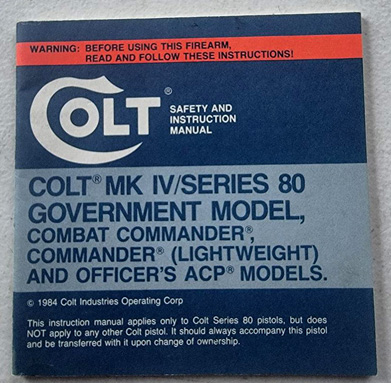 WARNING: BEFORE USING THIS FIREARM,
READ AND FOLLOW THESE INSTRUCTIONS!
COLT®
SAFETY AND
INSTRUCTION
MANUAL
COLT® MK IV/SERIES 80
GOVERNMENT MODEL,
COMBAT COMMANDER®,
COMMANDER® (LIGHTWEIGHT)
AND OFFICER'S ACP® MODELS.
© 1984 Colt Industries Operating Corp
This instruction manual applies only to Colt Series 80 pistols, but does
NOT apply to any other Colt pistol. It should always accompany this pistol
and be transferred with it upon change of ownership.